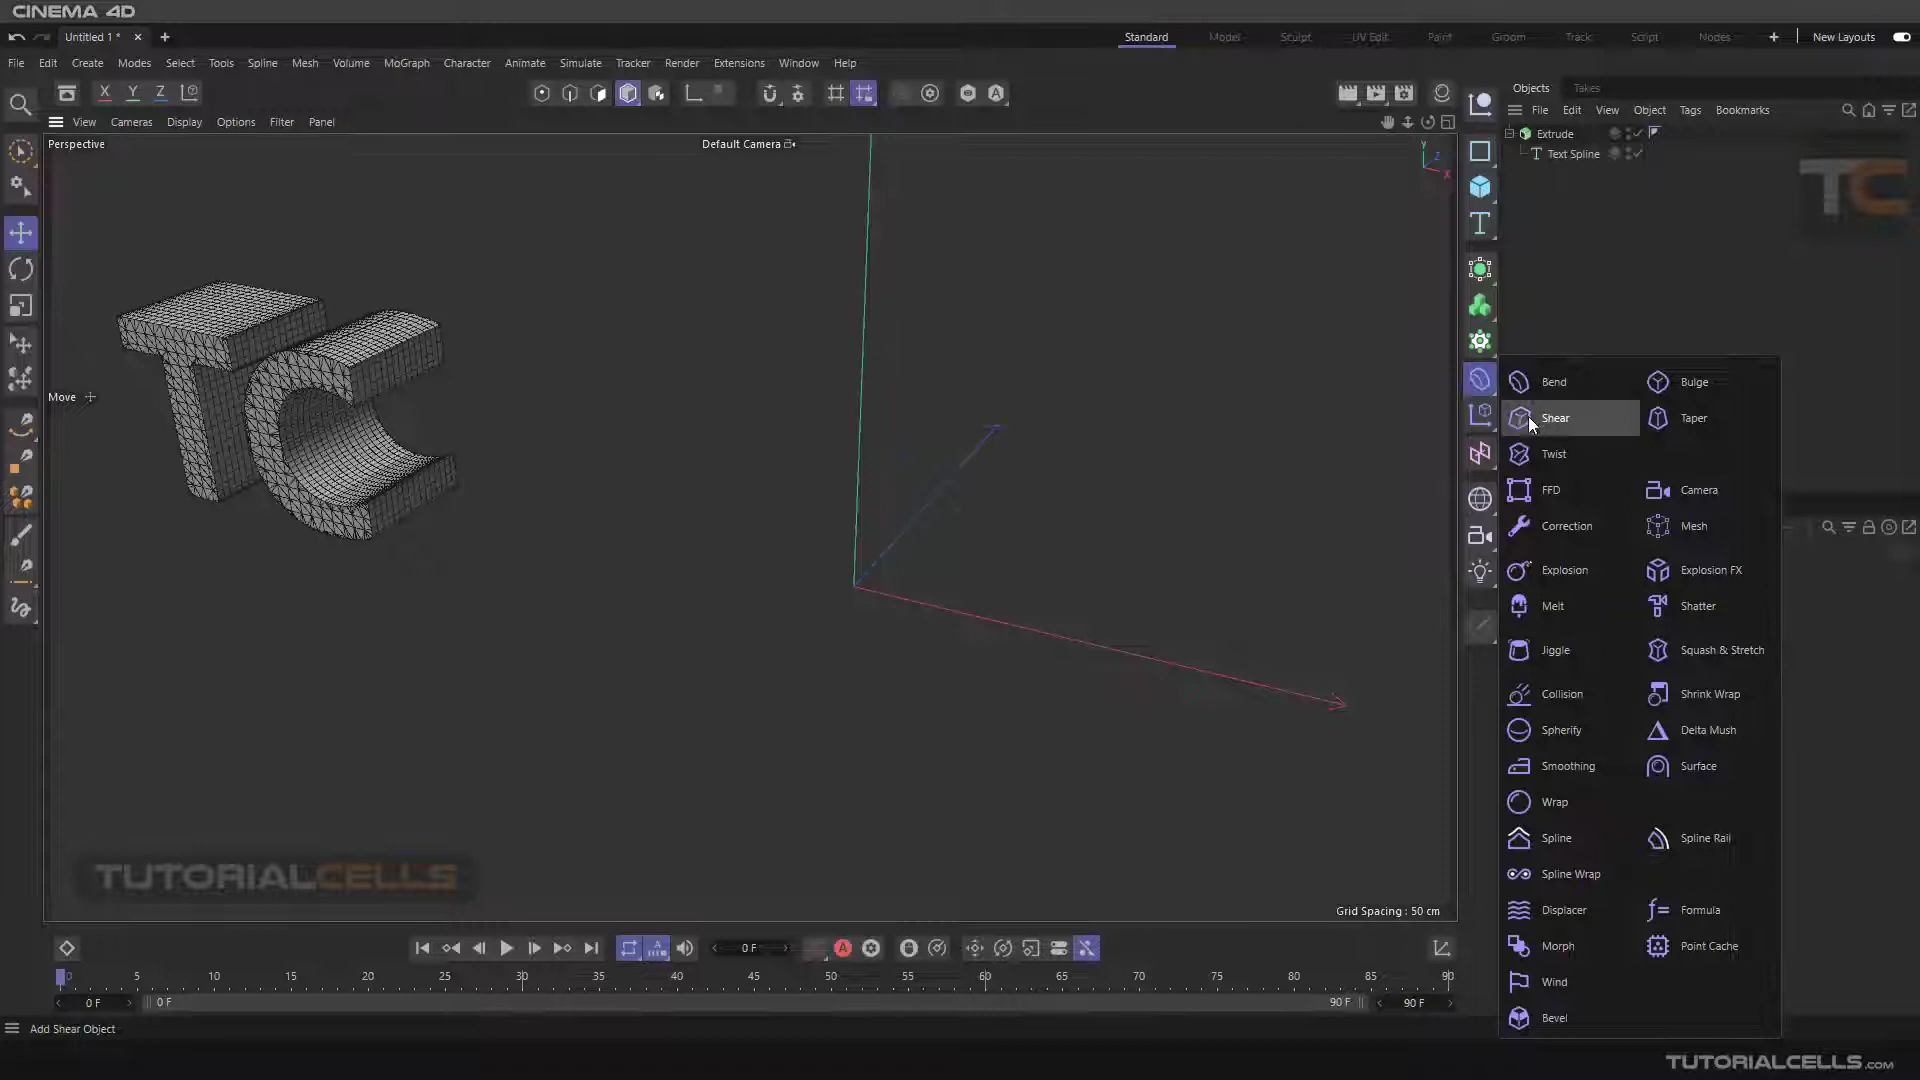 CINEMA 4D
Untitled 1 *
Standard Model Sculpt UV Edit Paint Groom Track Script Nodes New Layouts
File Edit Create Modes Select Tools Spline Mesh Volume MoGraph Character Animate Simulate Tracker Render Extensions Window Help
X Y Z
Objects Takes
File Edit View Object Tags Bookmarks
View Cameras Display Options Filter Panel
Perspective
Default Camera
Y
Z
X
Extrude
Text Spline
TC
Move
Bend Bulge
Shear Taper
Twist
FFD Camera
Correction Mesh
Explosion Explosion FX
Melt Shatter
Jiggle Squash & Stretch
Collision Shrink Wrap
Spherify Delta Mush
Smoothing Surface
Wrap
Spline Spline Rail
Spline Wrap
Displacer Formula
Morph Point Cache
Wind
Bevel
TC
TUTORIALCELLS
Grid Spacing : 50 cm
0 F
0 5 10 15 20 25 30 35 40 45 50 55 60 65 70 75 80 85 90
0 F 0 F 90 F 90 F
Add Shear Object
TUTORIALCELLS.com